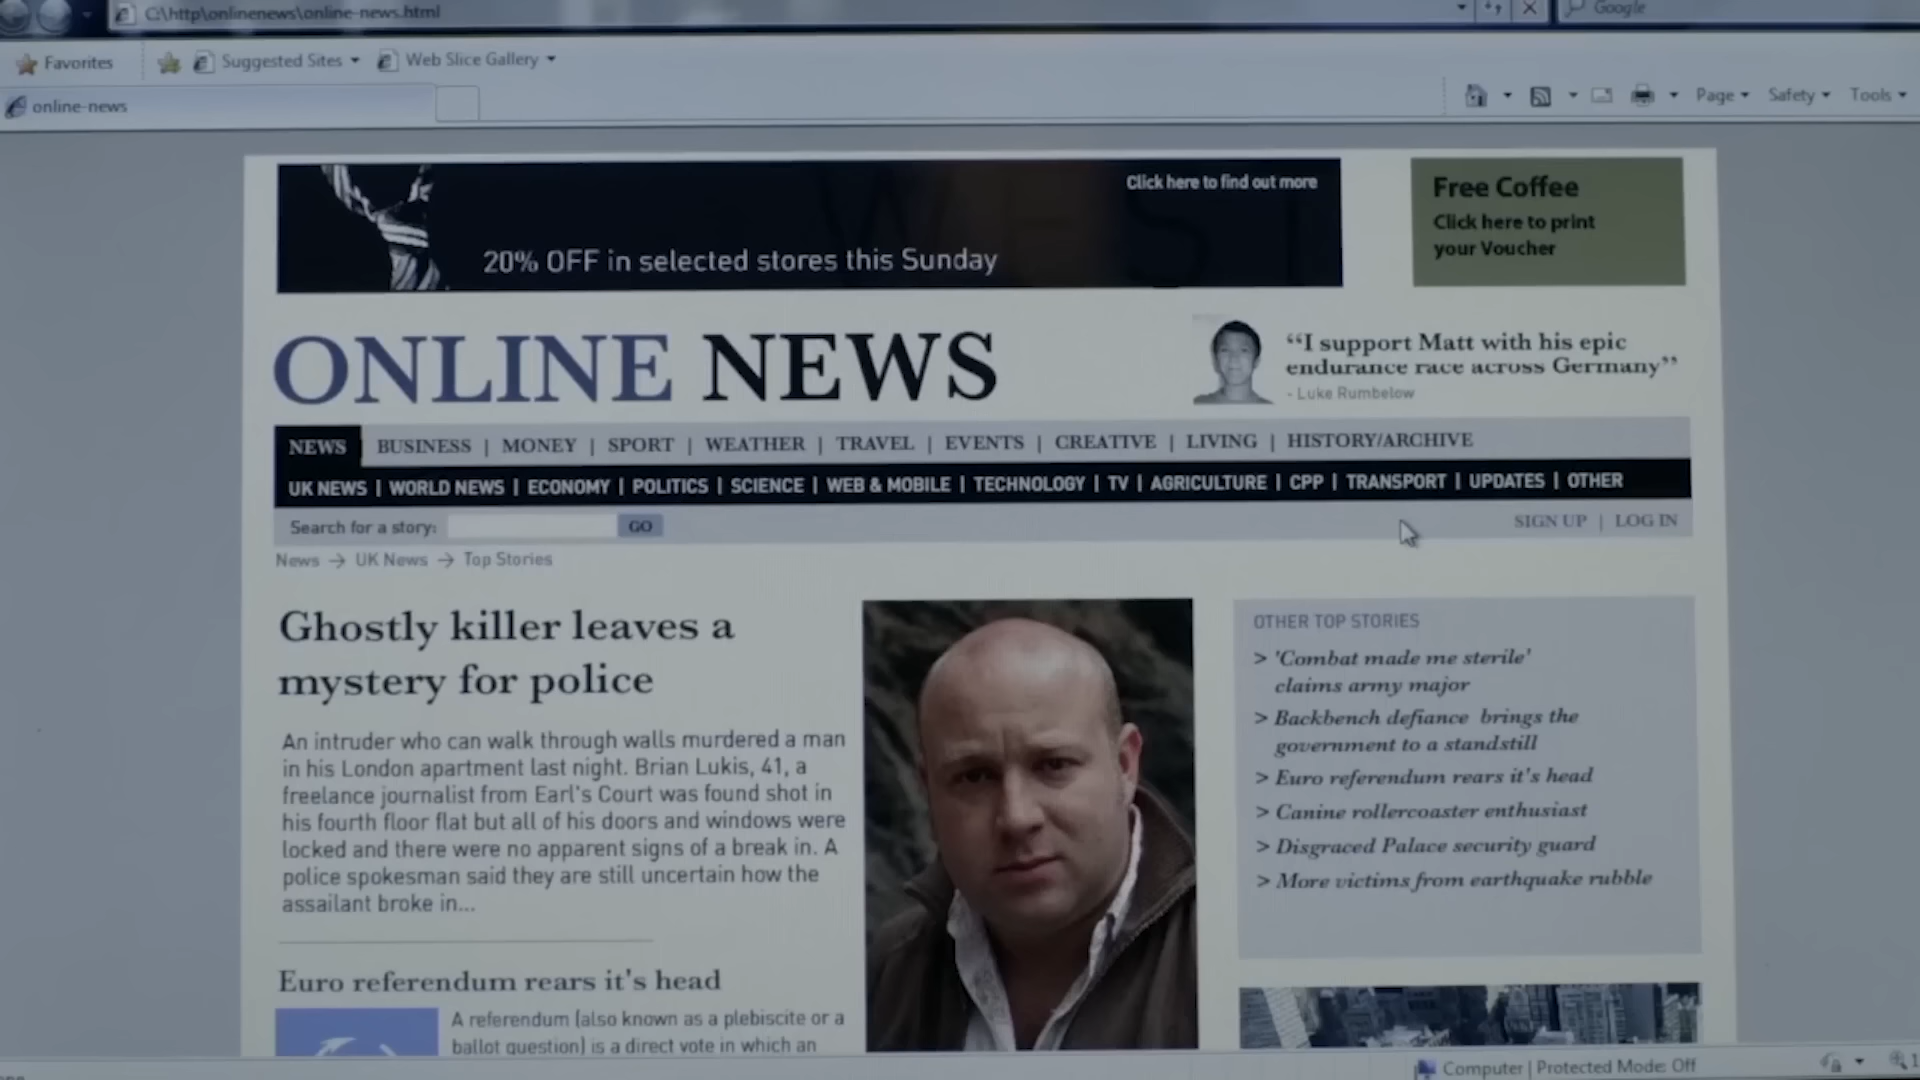 C:\http\onlinenews\online-news.html
Google
Favorites
Suggested Sites
Web Slice Gallery
online-news
Page
Safety
Tools
Click here to find out more
20% OFF in selected stores this Sunday
Free Coffee
Click here to print
your Voucher
ONLINE NEWS
“I support Matt with his epic
endurance race across Germany”
- Luke Rumbelow
NEWS BUSINESS | MONEY | SPORT | WEATHER | TRAVEL | EVENTS | CREATIVE | LIVING | HISTORY/ARCHIVE
UK NEWS | WORLD NEWS | ECONOMY | POLITICS | SCIENCE | WEB & MOBILE | TECHNOLOGY | TV | AGRICULTURE | CPP | TRANSPORT | UPDATES | OTHER
Search for a story: GO
SIGN UP | LOG IN
News → UK News → Top Stories
Ghostly killer leaves a
mystery for police
An intruder who can walk through walls murdered a man
in his London apartment last night. Brian Lukis, 41, a
freelance journalist from Earl's Court was found shot in
his fourth floor flat but all of his doors and windows were
locked and there were no apparent signs of a break in. A
police spokesman said they are still uncertain how the
assailant broke in...
Euro referendum rears it's head
A referendum (also known as a plebiscite or a
ballot question) is a direct vote in which an
OTHER TOP STORIES
> 'Combat made me sterile'
claims army major
> Backbench defiance brings the
government to a standstill
> Euro referendum rears it's head
> Canine rollercoaster enthusiast
> Disgraced Palace security guard
> More victims from earthquake rubble
Computer | Protected Mode: Off